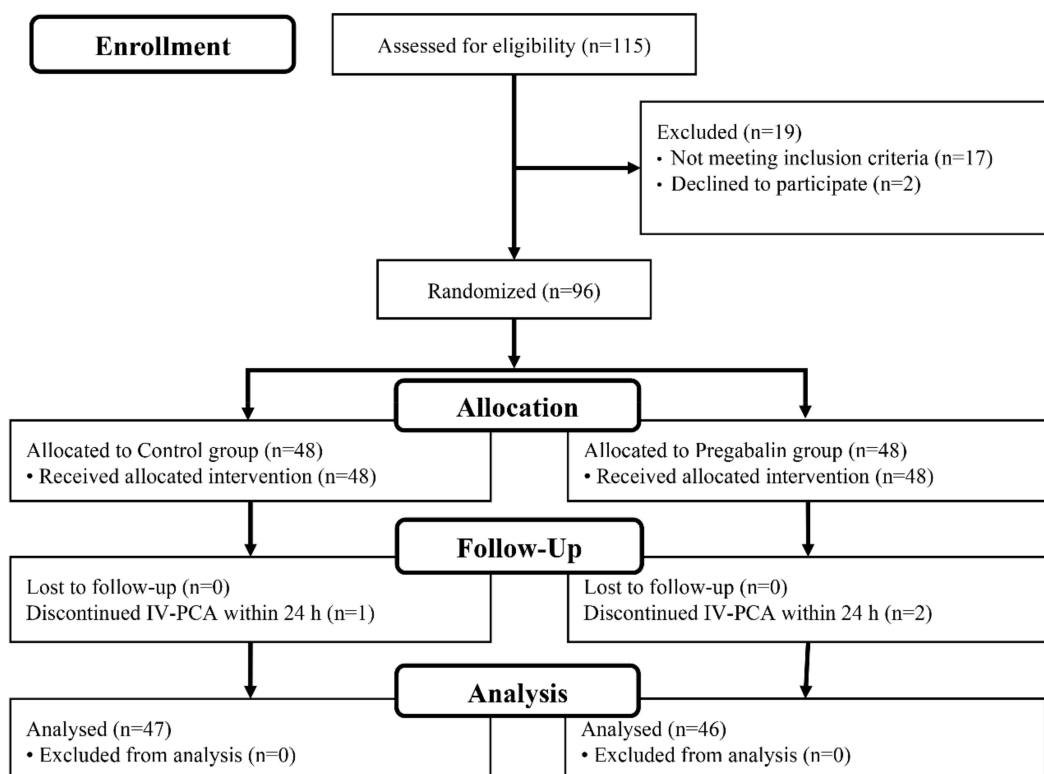 Enrollment
Assessed for eligibility (n=115)
Excluded (n=19)
• Not meeting inclusion criteria (n=17)
• Declined to participate (n=2)
Randomized (n=96)
Allocation
Allocated to Control group (n=48)
• Received allocated intervention (n=48)
Allocated to Pregabalin group (n=48)
• Received allocated intervention (n=48)
Follow-Up
Lost to follow-up (n=0)
Discontinued IV-PCA within 24 h (n=1)
Lost to follow-up (n=0)
Discontinued IV-PCA within 24 h (n=2)
Analysis
Analysed (n=47)
• Excluded from analysis (n=0)
Analysed (n=46)
• Excluded from analysis (n=0)